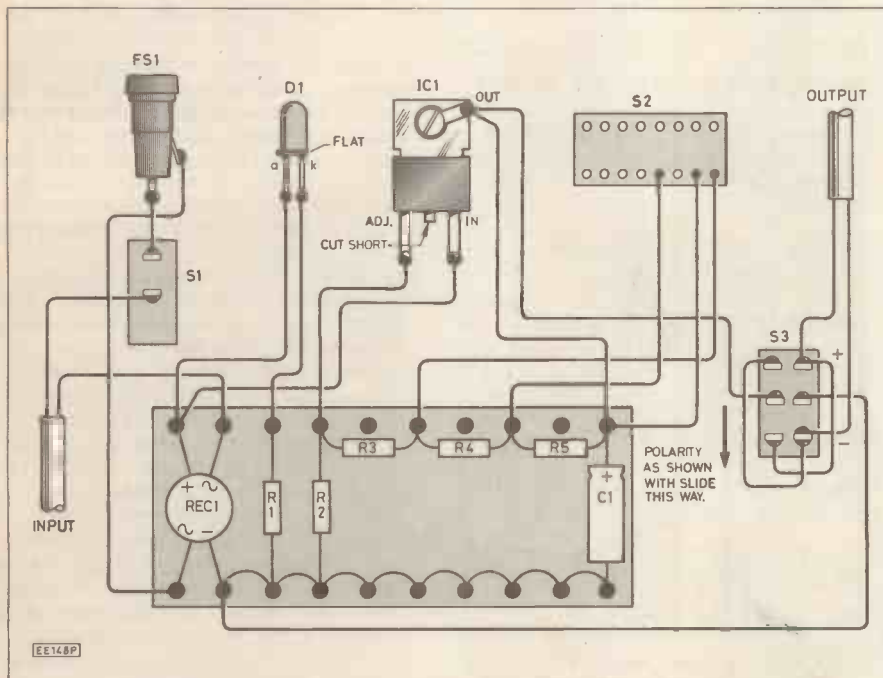 FS1
D1
IC1
OUT
S2
OUTPUT
FLAT
a
k
ADJ.
IN
CUT SHORT
S1
S3
+
-
R3
R4
R5
POLARITY
AS SHOWN
WITH SLIDE
THIS WAY.
+
~
REC1
~
-
R
1
R
2
+
C1
INPUT
EE148P